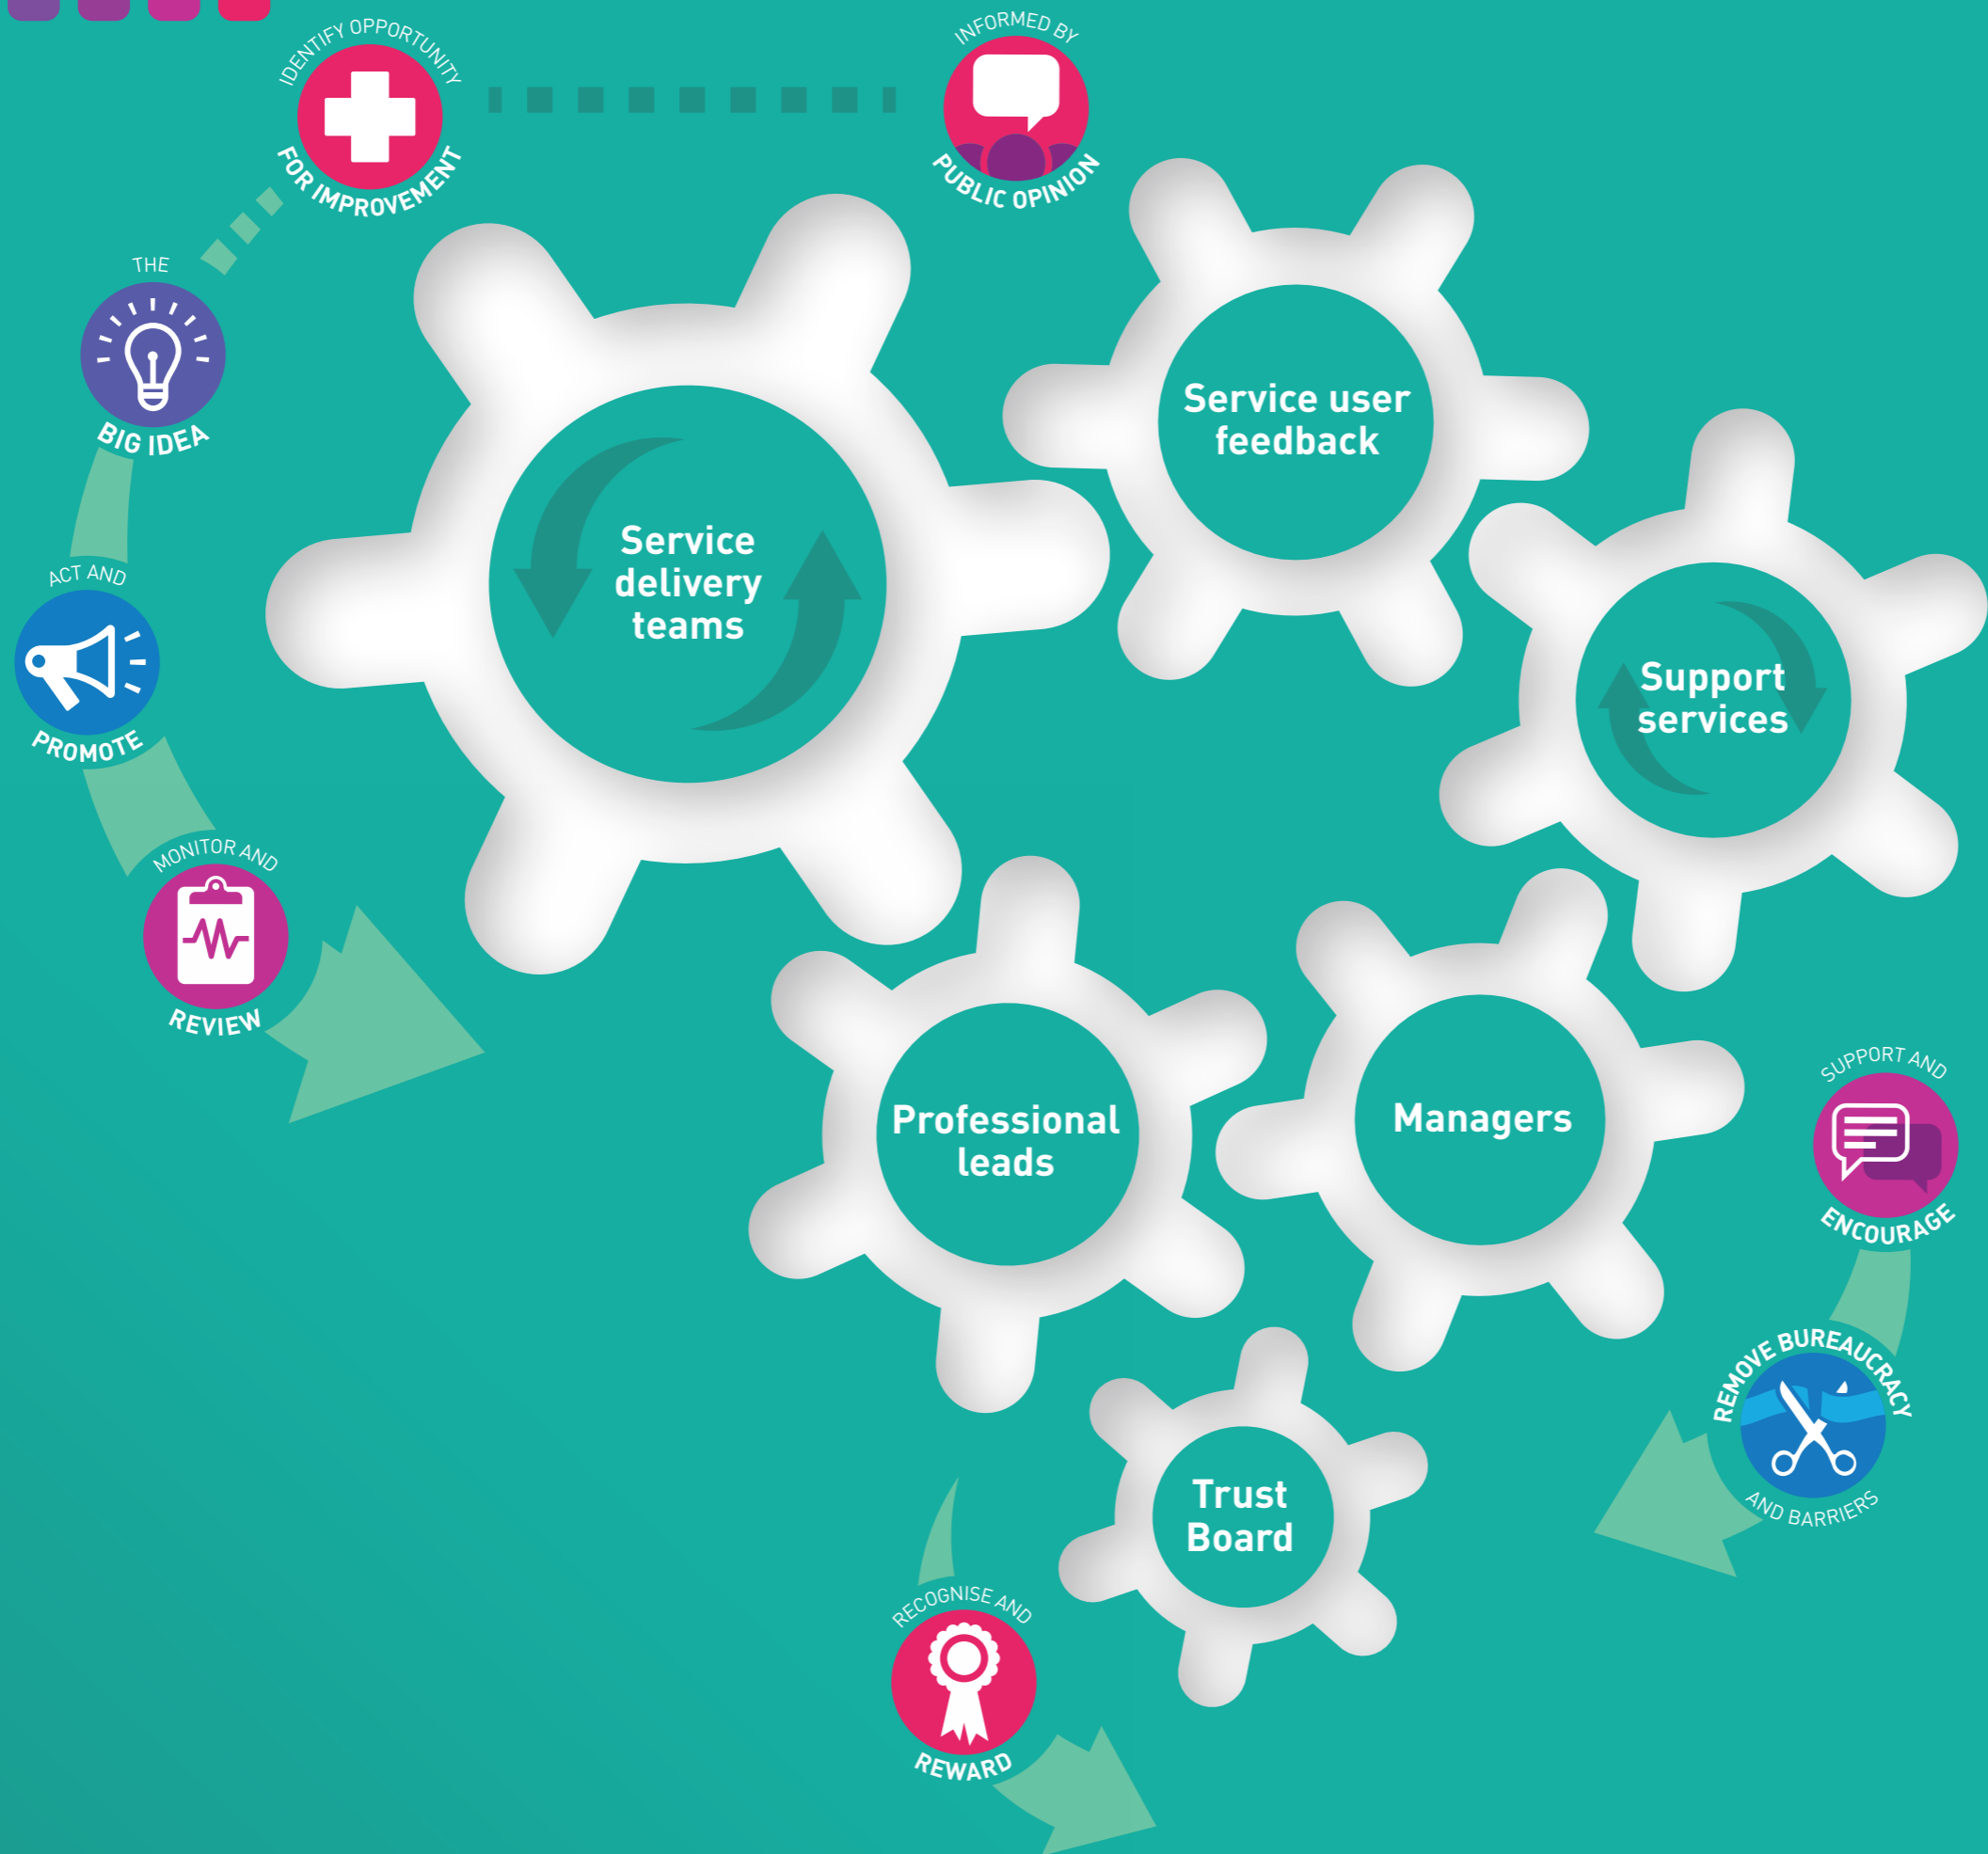 IDENTIFY OPPORTUNITY
FOR IMPROVEMENT
INFORMED BY
PUBLIC OPINION
THE
BIG IDEA
ACT AND
PROMOTE
MONITOR AND
REVIEW
Service
delivery
teams
Service user
feedback
Support
services
Professional
leads
Managers
Trust
Board
SUPPORT AND
ENCOURAGE
REMOVE BUREAUCRACY
AND BARRIERS
RECOGNISE AND
REWARD